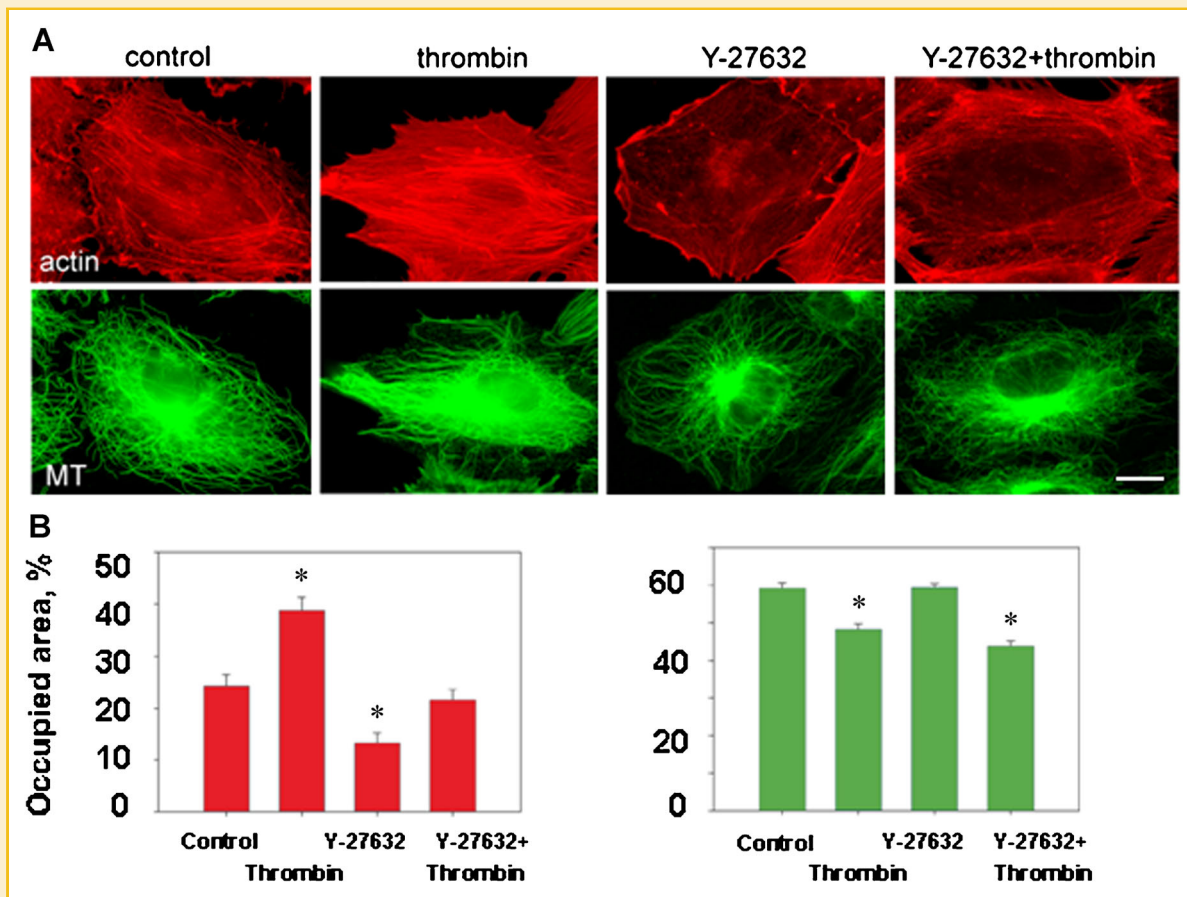 A
control thrombin Y-27632 Y-27632+thrombin
actin
MT
B
Occupied area, %
50
40
30
20
10
0
Control Y-27632 Y-27632+
Thrombin Thrombin
*
*
60
40
20
0
Control Y-27632 Y-27632+
Thrombin Thrombin
*
*